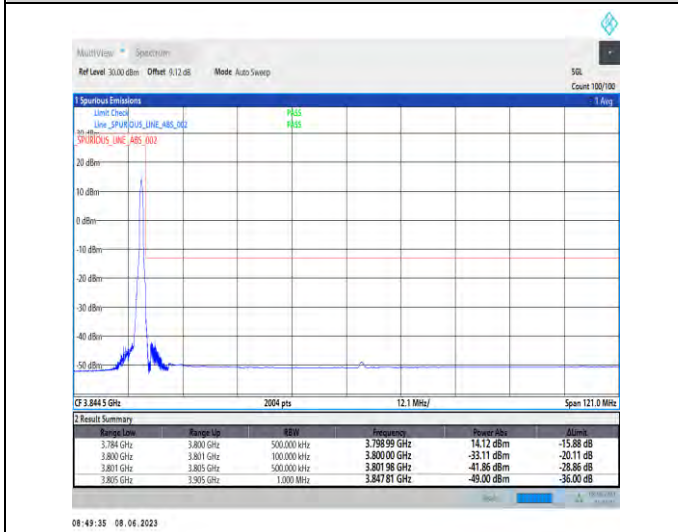 MultiView Spectrum
Ref Level 30.00 dBm Offset 9.12 dB Mode Auto Sweep SGL
Count 100/100
1 Spurious Emissions 1 Avg
Limit Check PASS
Line _SPURIOUS_LINE_ABS_002 PASS
_SPURIOUS_LINE_ABS_002
20 dBm
10 dBm
0 dBm
-10 dBm
-20 dBm
-30 dBm
-40 dBm
-50 dBm
CF 3.844 5 GHz 2004 pts 12.1 MHz/ Span 121.0 MHz
2 Result Summary
Range Low Range Up RBW Frequency Power Abs ΔLimit
3.784 GHz 3.800 GHz 500.000 kHz 3.798 99 GHz 14.12 dBm -15.88 dB
3.800 GHz 3.801 GHz 100.000 kHz 3.800 00 GHz -33.11 dBm -20.11 dB
3.801 GHz 3.805 GHz 500.000 kHz 3.801 98 GHz -41.86 dBm -28.86 dB
3.805 GHz 3.905 GHz 1.000 MHz 3.847 81 GHz -49.00 dBm -36.00 dB
08:49:35 08.06.2023